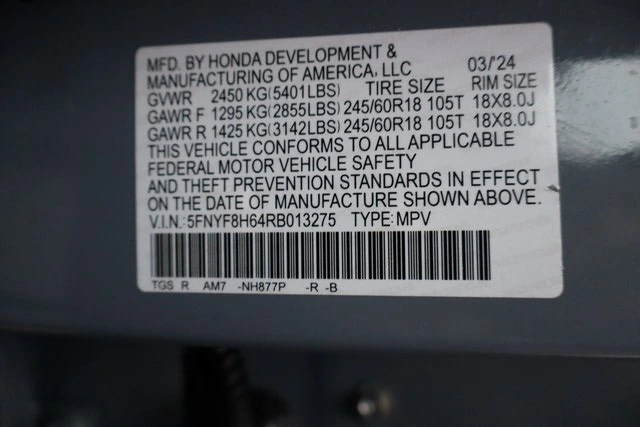 MFD. BY HONDA DEVELOPMENT &
MANUFACTURING OF AMERICA, LLC 03/'24
GVWR 2450 KG(5401LBS) TIRE SIZE RIM SIZE
GAWR F 1295 KG(2855LBS) 245/60R18 105T 18X8.0J
GAWR R 1425 KG(3142LBS) 245/60R18 105T 18X8.0J
THIS VEHICLE CONFORMS TO ALL APPLICABLE
FEDERAL MOTOR VEHICLE SAFETY
AND THEFT PREVENTION STANDARDS IN EFFECT
ON THE DATE OF MANUFACTURE SHOWN ABOVE.
V.I.N.: 5FNYF8H64RB013275 TYPE: MPV
TGS R AM7 -NH877P -R -B